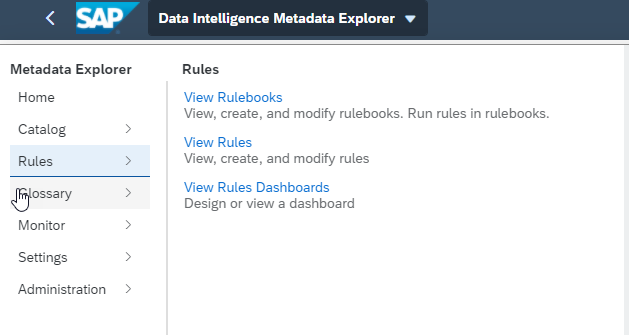 SAP Data Intelligence Metadata Explorer
Metadata Explorer
Home
Catalog
Rules
Glossary
Monitor
Settings
Administration
Rules
View Rulebooks
View, create, and modify rulebooks. Run rules in rulebooks.
View Rules
View, create, and modify rules
View Rules Dashboards
Design or view a dashboard